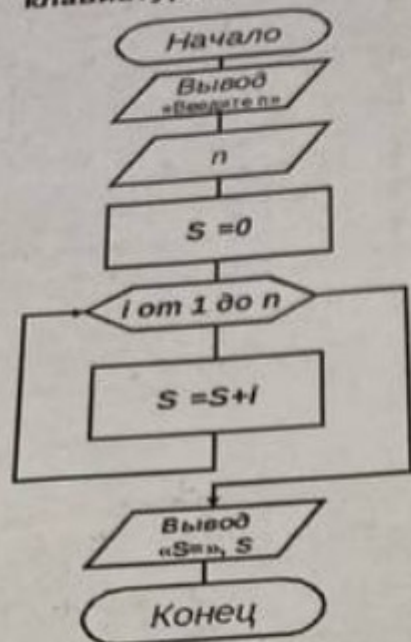 Начало
Вывод
«Введите n»
n
S =0
i от 1 до n
S =S+i
Вывод
«S=», S
Конец